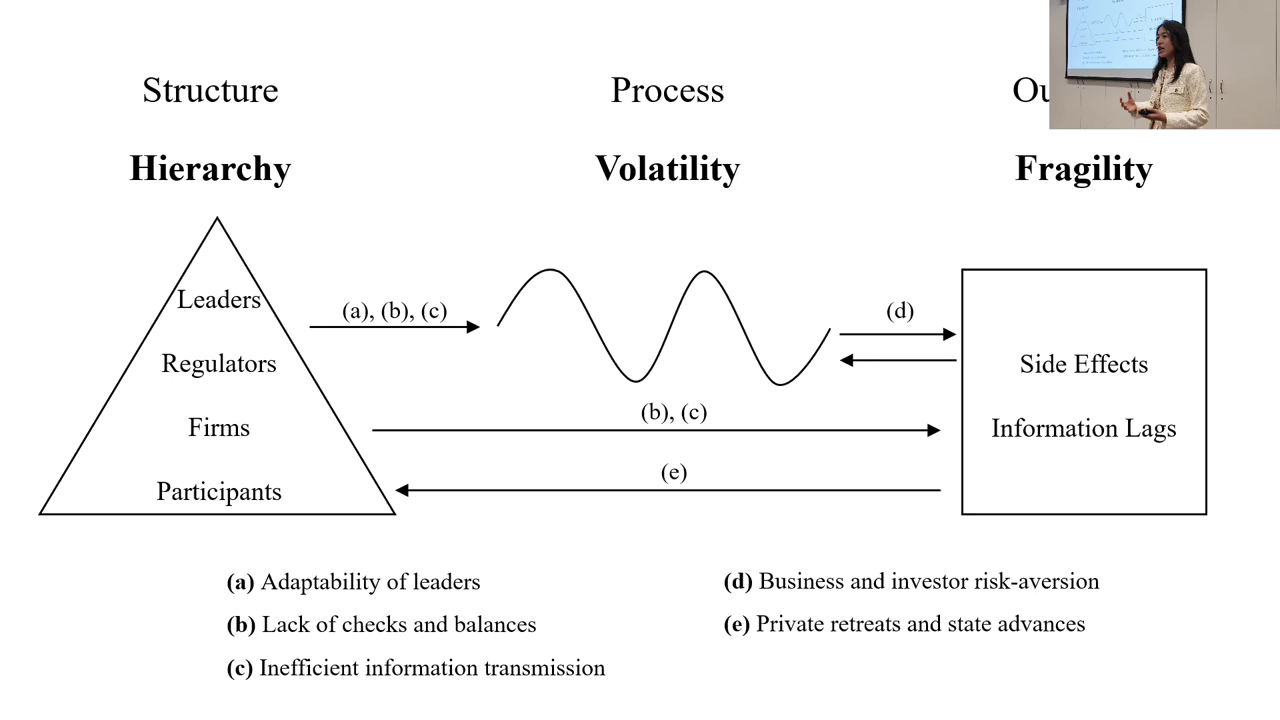 Structure
Process
Hierarchy
Volatility
Fragility
Leaders
Regulators
Firms
Participants
(a), (b), (c)
(d)
(b), (c)
(e)
Side Effects
Information Lags
(a) Adaptability of leaders
(b) Lack of checks and balances
(c) Inefficient information transmission
(d) Business and investor risk-aversion
(e) Private retreats and state advances